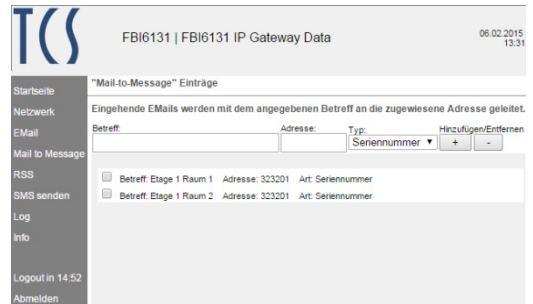 TCS
FBI6131 | FBI6131 IP Gateway Data
06.02.2015
13:31
Startseite
Netzwerk
EMail
Mail to Message
RSS
SMS senden
Log
Info
Logout in 14:52
Abmelden
"Mail-to-Message" Einträge
Eingehende EMails werden mit dem angegebenen Betreff an die zugewiesene Adresse geleitet.
Betreff: Adresse: Typ: Hinzufügen/Entfernen
Seriennummer + -
Betreff: Etage 1 Raum 1 Adresse: 323201 Art: Seriennummer
Betreff: Etage 1 Raum 2 Adresse: 323201 Art: Seriennummer